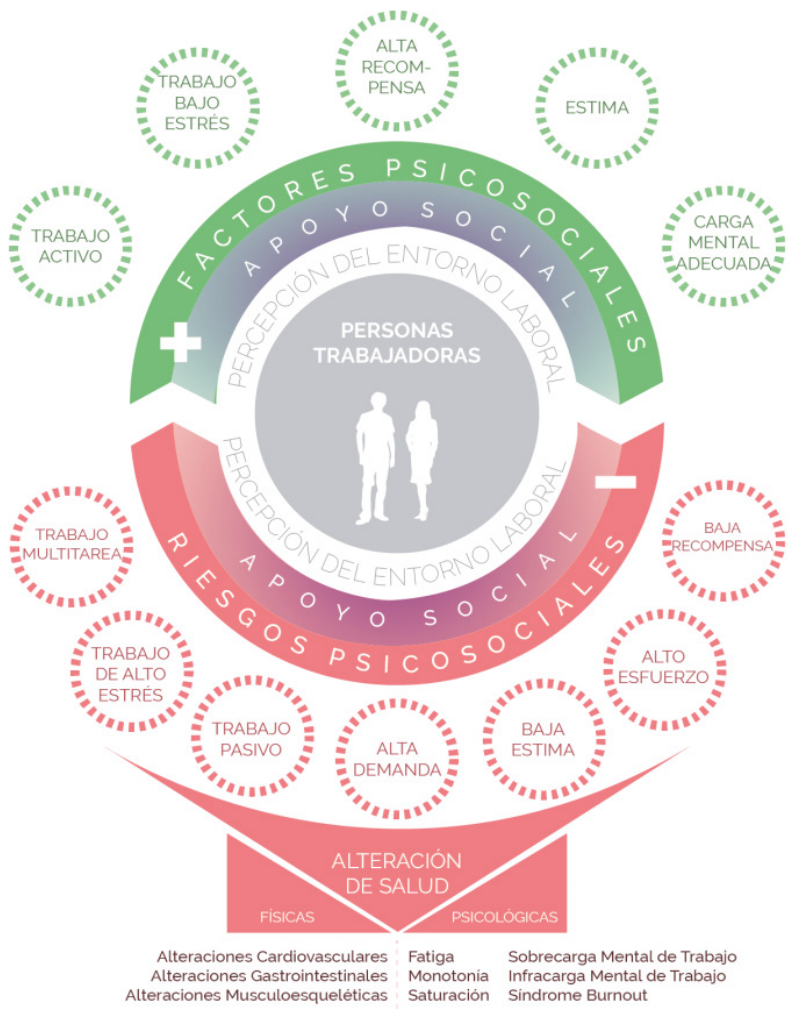 ALTA
RECOM-
PENSA
TRABAJO
BAJO
ESTRÉS
ESTIMA
TRABAJO
ACTIVO
CARGA
MENTAL
ADECUADA
FACTORES PSICOSOCIALES
APOYO SOCIAL
PERCEPCIÓN DEL ENTORNO LABORAL
+
PERSONAS
TRABAJADORAS
PERCEPCIÓN DEL ENTORNO LABORAL
APOYO SOCIAL
RIESGOS PSICOSOCIALES
−
TRABAJO
MULTITAREA
BAJA
RECOMPENSA
TRABAJO
DE ALTO
ESTRÉS
ALTO
ESFUERZO
TRABAJO
PASIVO
ALTA
DEMANDA
BAJA
ESTIMA
ALTERACIÓN
DE SALUD
FÍSICAS
PSICOLÓGICAS
Alteraciones Cardiovasculares
Alteraciones Gastrointestinales
Alteraciones Musculoesqueléticas
Fatiga
Monotonía
Saturación
Sobrecarga Mental de Trabajo
Infracarga Mental de Trabajo
Síndrome Burnout